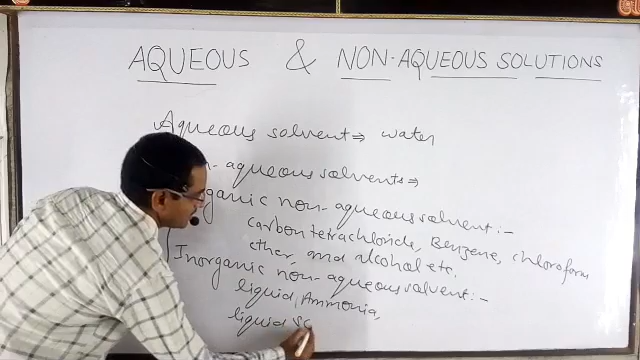 AQUEOUS & NON-AQUEOUS SOLUTIONS
Aqueous solvent ⇒ water
-aqueous solvents ⇒
ganic non-aqueous solvent :-
Carbon tetrachloride, Benzene, chloroform
ether, and alcohol etc.
Inorganic non-aqueous solvent :-
liquid, Ammonia,
liquid S